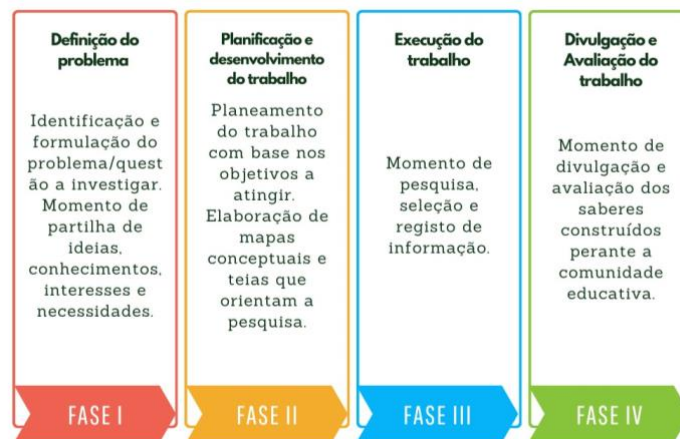 Definição do
problema
Identificação e
formulação do
problema/quest
ão a investigar.
Momento de
partilha de
ideias,
conhecimentos,
interesses e
necessidades.
FASE I
Planificação e
desenvolvimento
do trabalho
Planeamento
do trabalho
com base nos
objetivos a
atingir.
Elaboração de
mapas
conceptuais e
teias que
orientam a
pesquisa.
FASE II
Execução do
trabalho
Momento de
pesquisa,
seleção e
registo de
informação.
FASE III
Divulgação e
Avaliação do
trabalho
Momento de
divulgação e
avaliação dos
saberes
construídos
perante a
comunidade
educativa.
FASE IV